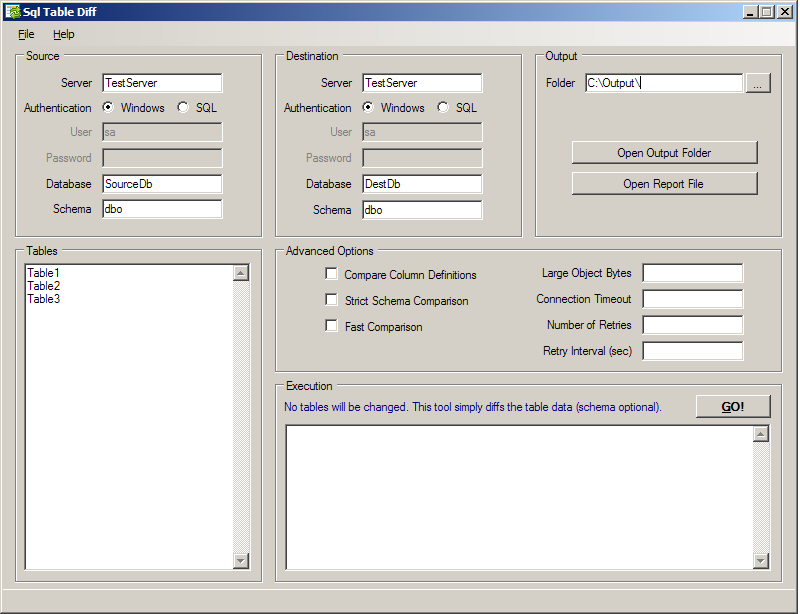 Sql Table Diff
File Help
Source
Server TestServer
Authentication Windows SQL
User sa
Password
Database SourceDb
Schema dbo
Destination
Server TestServer
Authentication Windows SQL
User sa
Password
Database DestDb
Schema dbo
Output
Folder C:\Output\ ...
Open Output Folder
Open Report File
Tables
Table1
Table2
Table3
Advanced Options
Compare Column Definitions
Strict Schema Comparison
Fast Comparison
Large Object Bytes
Connection Timeout
Number of Retries
Retry Interval (sec)
Execution
No tables will be changed. This tool simply diffs the table data (schema optional). GO!